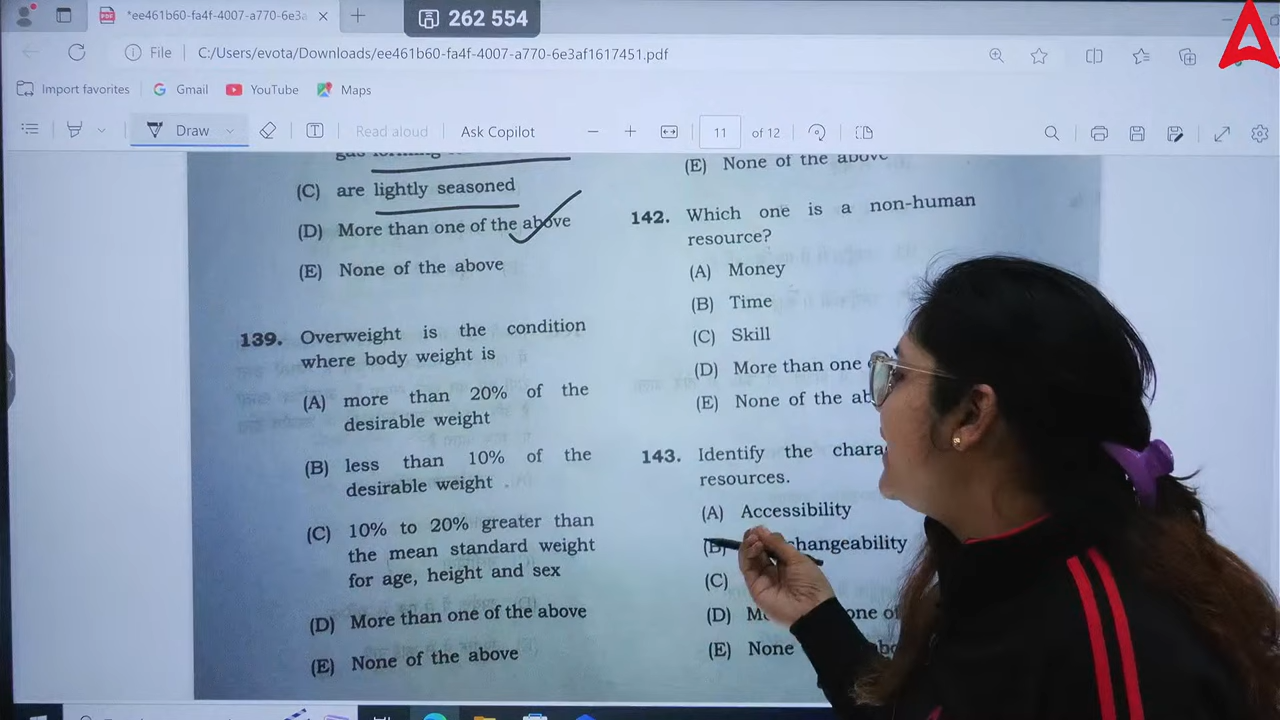 *ee461b60-fa4f-4007-a770-6e3a
262 554
File
C:/Users/evota/Downloads/ee461b60-fa4f-4007-a770-6e3af1617451.pdf
Import favorites
Gmail
YouTube
Maps
Draw
Read aloud
Ask Copilot
11
of 12
gas forming
(C) are lightly seasoned
(D) More than one of the above
(E) None of the above
139. Overweight is the condition
where body weight is
(A) more than 20% of the
desirable weight
(B) less than 10% of the
desirable weight
(C) 10% to 20% greater than
the mean standard weight
for age, height and sex
(D) More than one of the above
(E) None of the above
(E) None of the above
142. Which one is a non-human
resource?
(A) Money
(B) Time
(C) Skill
(D) More than one
(E) None of the
143. Identify the
resources.
(A) Accessibility
(B) changeability
(C)
(D) one
(E) None